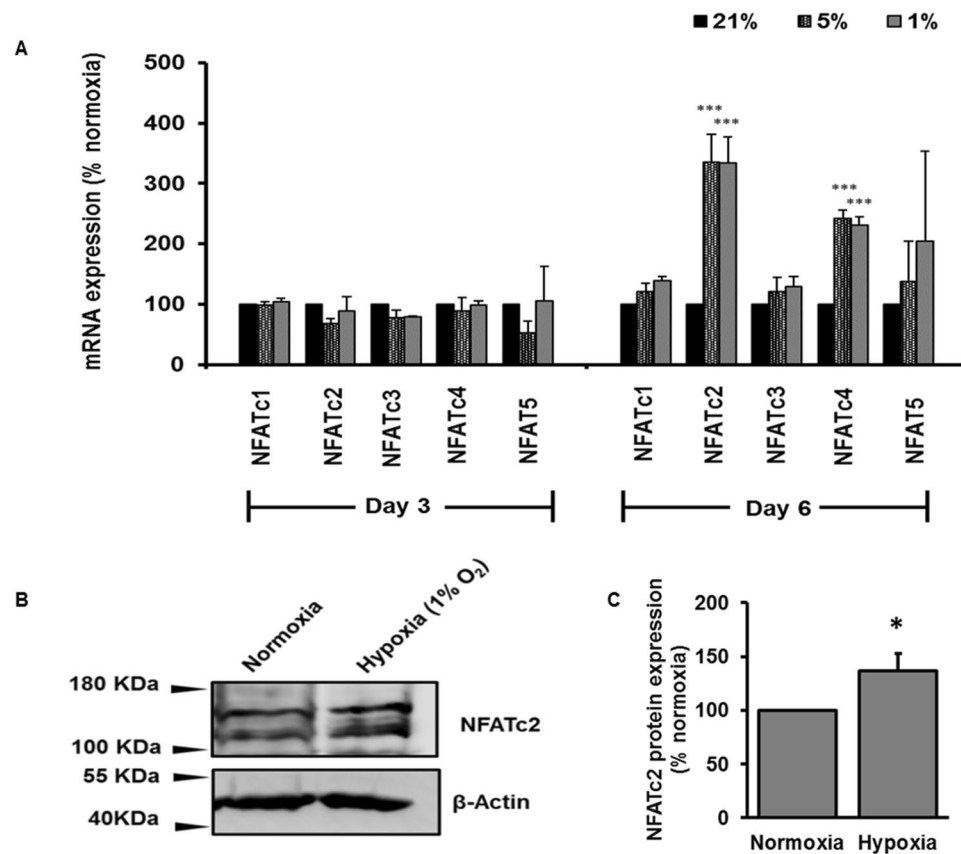 21% 5% 1%
A
mRNA expression (% normoxia)
500
400
300
200
100
0
*** ***
*** ***
NFATc1 NFATc2 NFATc3 NFATc4 NFAT5 NFATc1 NFATc2 NFATc3 NFATc4 NFAT5
Day 3 Day 6
B
Normoxia Hypoxia (1% O₂)
180 KDa
100 KDa
NFATc2
55 KDa
40KDa
β-Actin
C
NFATc2 protein expression
(% normoxia)
200
150
100
50
0
*
Normoxia Hypoxia